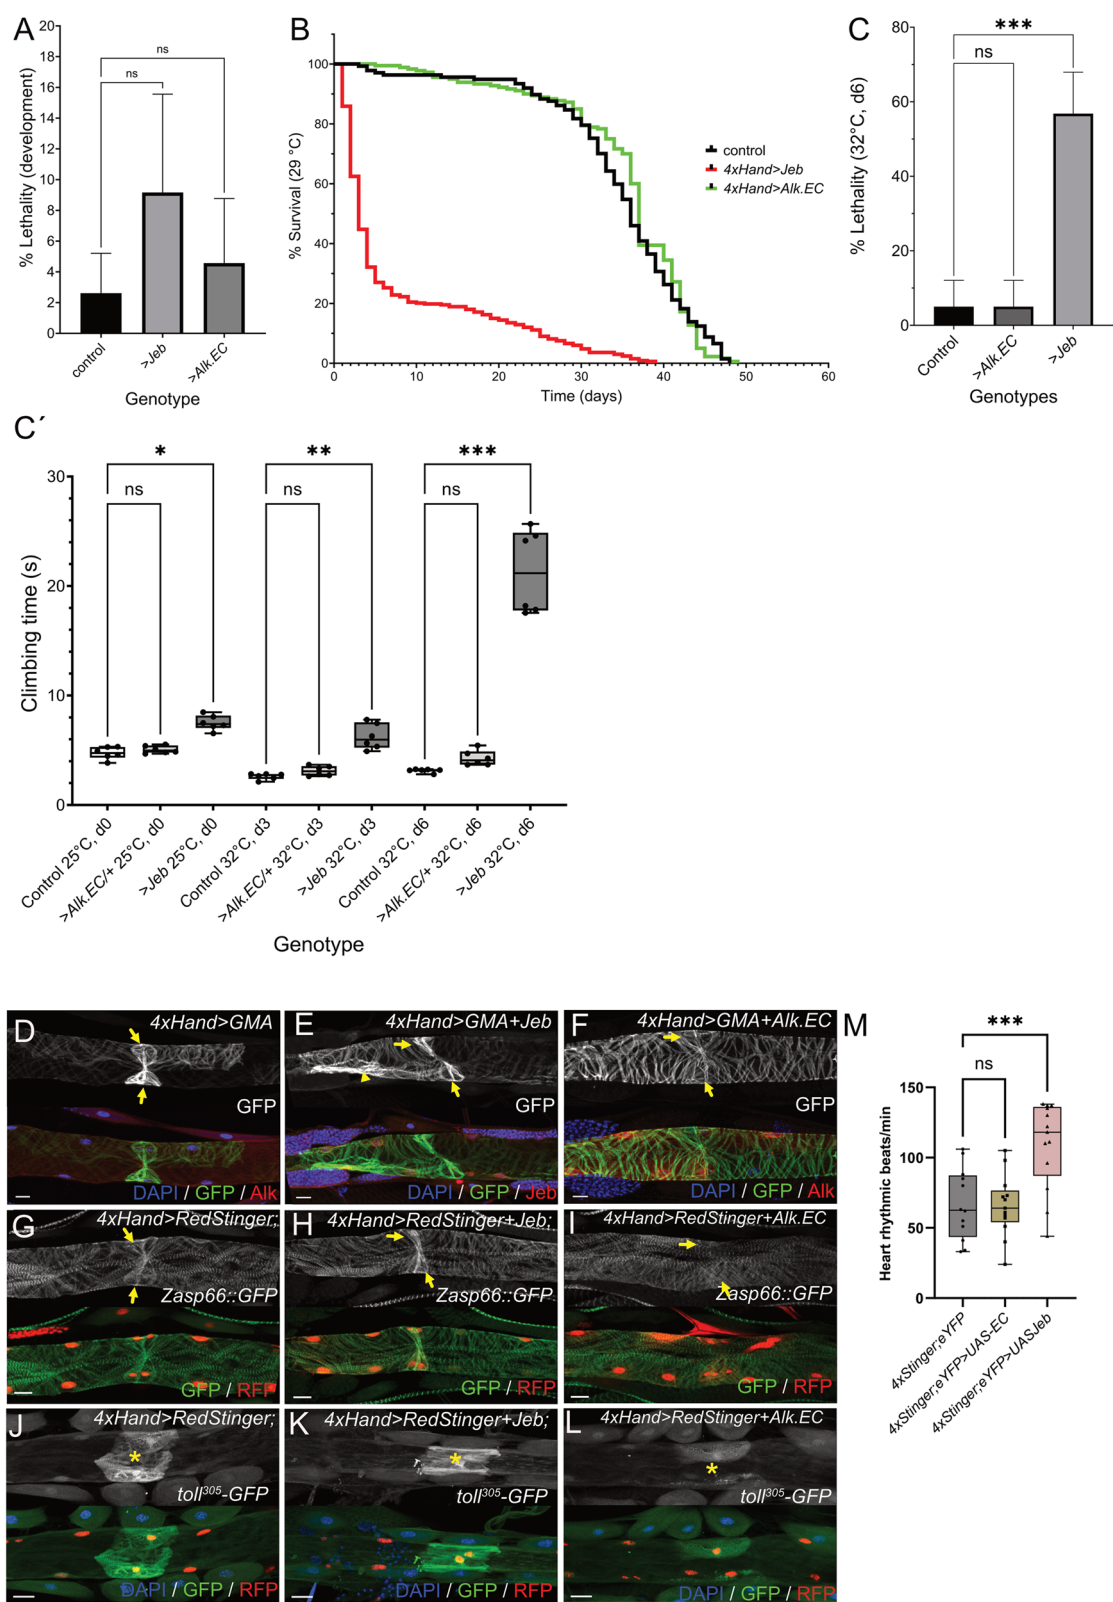 A
20
18
16
14
12
10
8
6
4
2
0
% Lethality (development)
ns
ns
control
>Jeb
>Alk.EC
Genotype
B
100
80
60
40
20
0
% Survival (29 °C)
control
4xHand>Jeb
4xHand>Alk.EC
0 10 20 30 40 50 60
Time (days)
C
80
60
40
20
0
% Lethality (32°C, d6)
***
ns
Control
>Alk.EC
>Jeb
Genotypes
C´
30
20
10
0
Climbing time (s)
* ** ***
ns ns ns
Control 25°C, d0
>Alk.EC/+ 25°C, d0
>Jeb 25°C, d0
Control 32°C, d3
>Alk.EC/+ 32°C, d3
>Jeb 32°C, d3
Control 32°C, d6
>Alk.EC/+ 32°C, d6
>Jeb 32°C, d6
Genotype
D 4xHand>GMA
GFP
DAPI / GFP / Alk
E 4xHand>GMA+Jeb
GFP
DAPI / GFP / Jeb
F 4xHand>GMA+Alk.EC
GFP
DAPI / GFP / Alk
G 4xHand>RedStinger;
Zasp66::GFP
GFP / RFP
H 4xHand>RedStinger+Jeb;
Zasp66::GFP
GFP / RFP
I 4xHand>RedStinger+Alk.EC
Zasp66::GFP
GFP / RFP
J 4xHand>RedStinger;
*
toll305-GFP
DAPI / GFP / RFP
K 4xHand>RedStinger+Jeb;
*
toll305-GFP
DAPI / GFP / RFP
L 4xHand>RedStinger+Alk.EC
*
toll305-GFP
DAPI / GFP / RFP
M
***
ns
150
100
50
0
Heart rhythmic beats/min
4xStinger;eYFP
4xStinger;eYFP>UAS-EC
4xStinger;eYFP>UASJeb